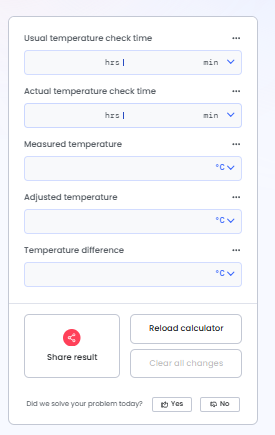 Usual temperature check time ...
hrs | min
Actual temperature check time ...
hrs | min
Measured temperature ...
°C
Adjusted temperature ...
°C
Temperature difference ...
°C
Share result
Reload calculator
Clear all changes
Did we solve your problem today? Yes No